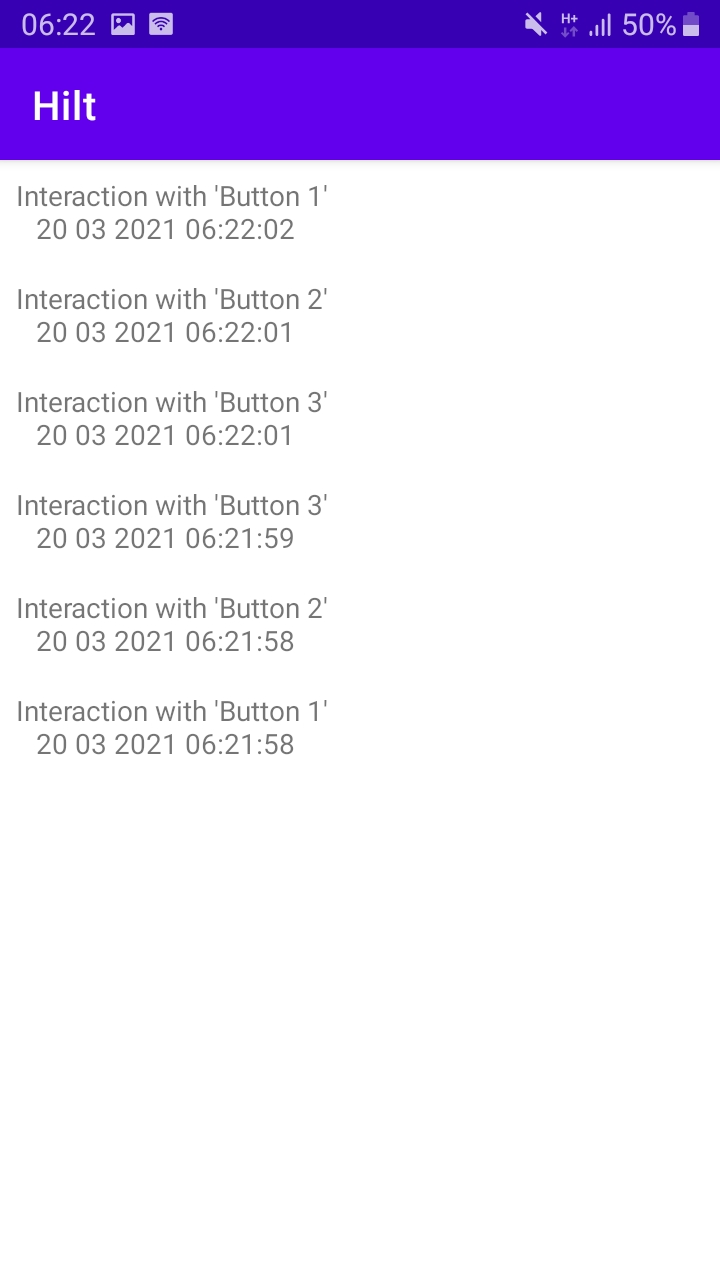 06:22 H+ 50%
Hilt
Interaction with 'Button 1'
20 03 2021 06:22:02
Interaction with 'Button 2'
20 03 2021 06:22:01
Interaction with 'Button 3'
20 03 2021 06:22:01
Interaction with 'Button 3'
20 03 2021 06:21:59
Interaction with 'Button 2'
20 03 2021 06:21:58
Interaction with 'Button 1'
20 03 2021 06:21:58